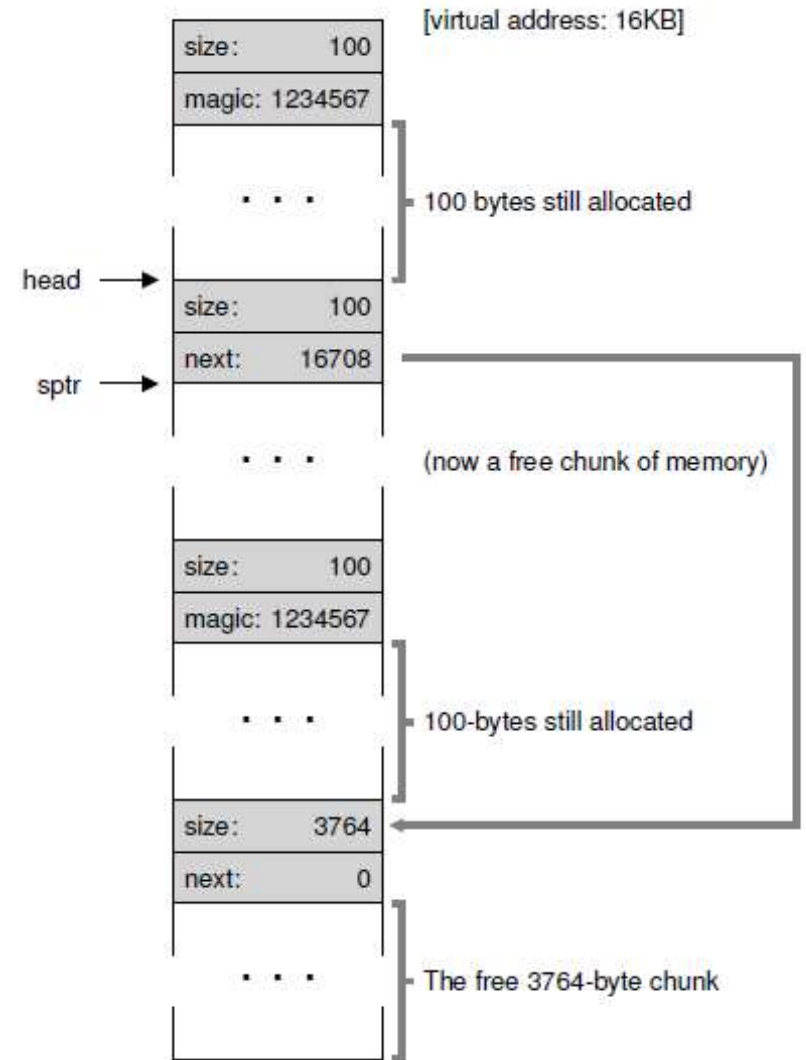 [virtual address: 16KB]
size: 100
magic: 1234567
. . .
100 bytes still allocated
head
size: 100
next: 16708
sptr
. . .
(now a free chunk of memory)
size: 100
magic: 1234567
. . .
100-bytes still allocated
size: 3764
next: 0
. . .
The free 3764-byte chunk